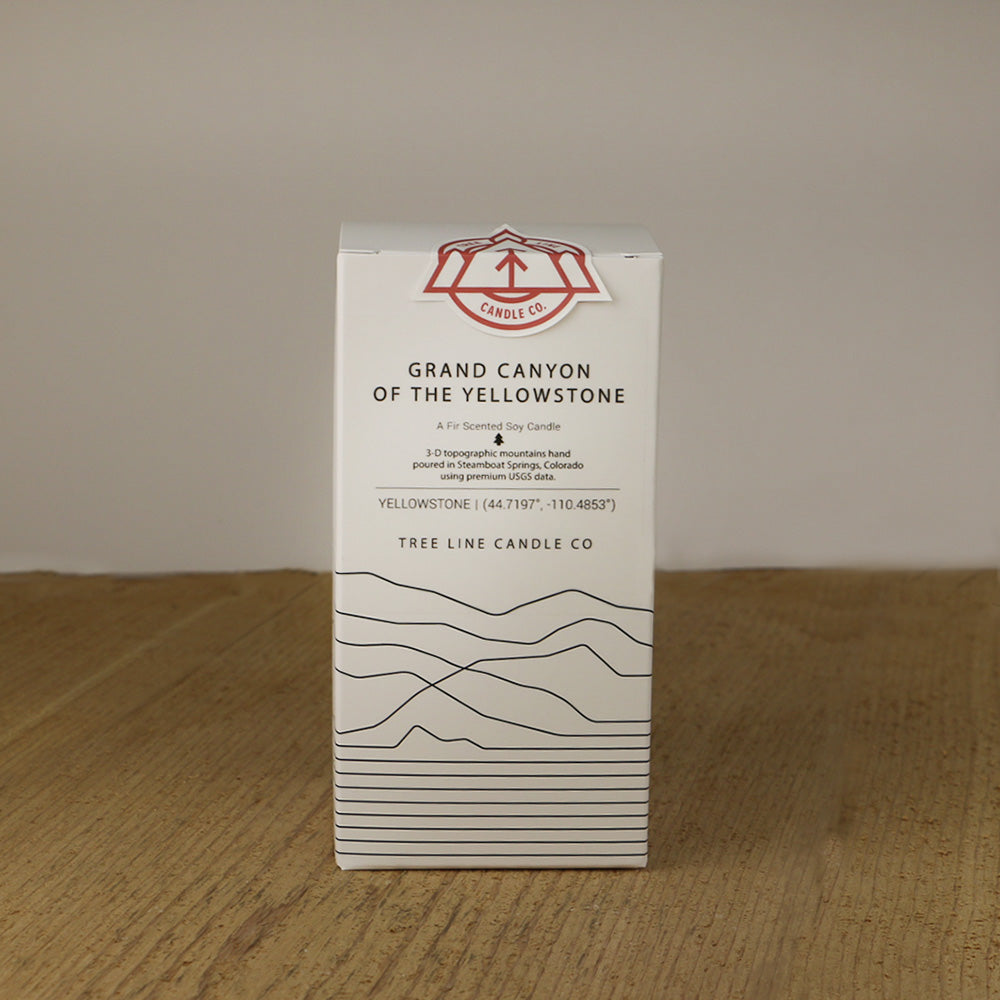 TREE LINE
CANDLE CO.
GRAND CANYON
OF THE YELLOWSTONE
A Fir Scented Soy Candle
3-D topographic mountains hand
poured in Steamboat Springs, Colorado
using premium USGS data.
YELLOWSTONE | (44.7197°, -110.4853°)
TREE LINE CANDLE CO